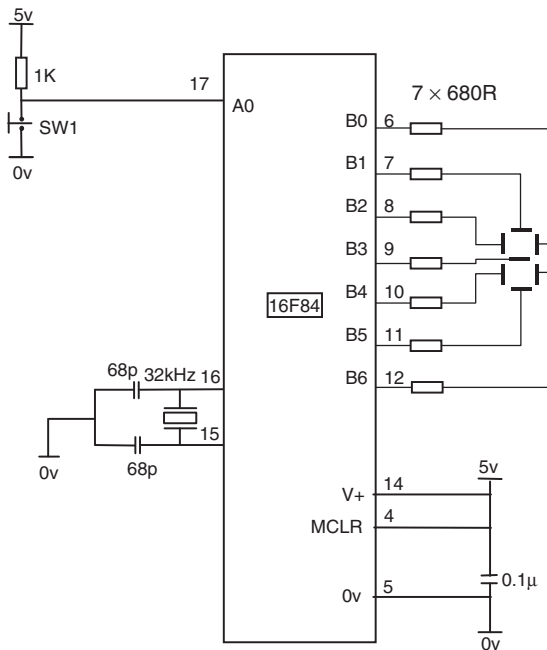 5v
1K
17
A0
SW1
0v
7 × 680R
B0
6
B1
7
B2
8
B3
9
16F84
B4
10
B5
11
B6
12
68p
32kHz
16
15
68p
0v
5v
V+
14
MCLR
4
0v
5
0.1μ
0v